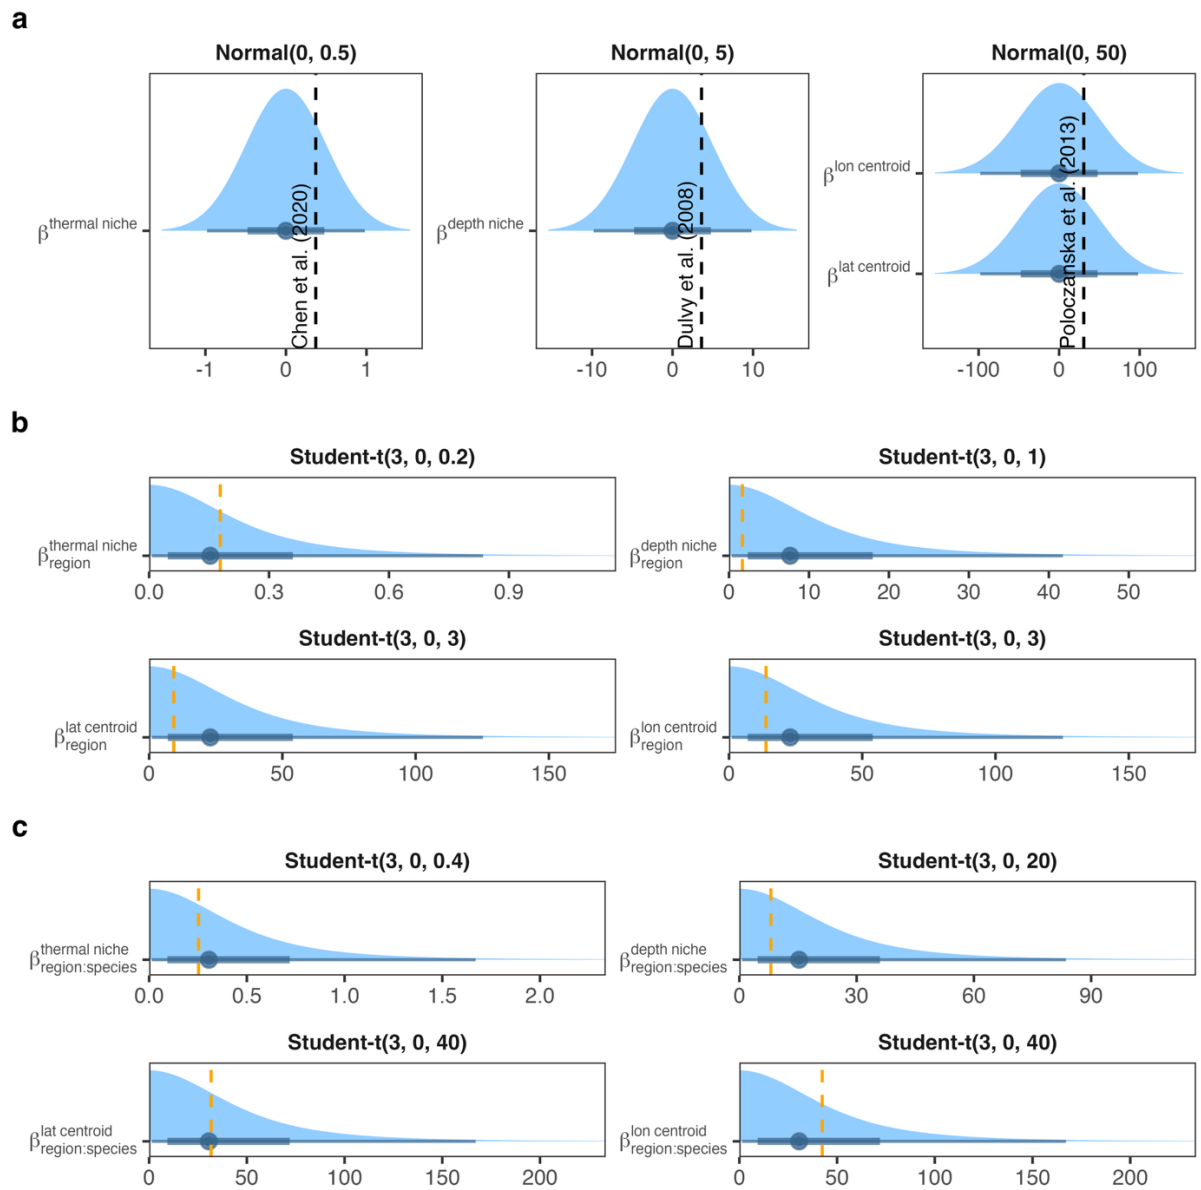 a
Normal(0, 0.5)
Normal(0, 5)
Normal(0, 50)
βthermal niche
Chen et al. (2020)
-1 0 1
βdepth niche
Dulvy et al. (2008)
-10 0 10
βlon centroid
βlat centroid
Poloczanska et al. (2013)
-100 0 100
b
Student-t(3, 0, 0.2)
Student-t(3, 0, 1)
βthermal niche
region
0.0 0.3 0.6 0.9
βdepth niche
region
0 10 20 30 40 50
Student-t(3, 0, 3)
Student-t(3, 0, 3)
βlat centroid
region
0 50 100 150
βlon centroid
region
0 50 100 150
c
Student-t(3, 0, 0.4)
Student-t(3, 0, 20)
βthermal niche
region:species
0.0 0.5 1.0 1.5 2.0
βdepth niche
region:species
0 30 60 90
Student-t(3, 0, 40)
Student-t(3, 0, 40)
βlat centroid
region:species
0 50 100 150 200
βlon centroid
region:species
0 50 100 150 200